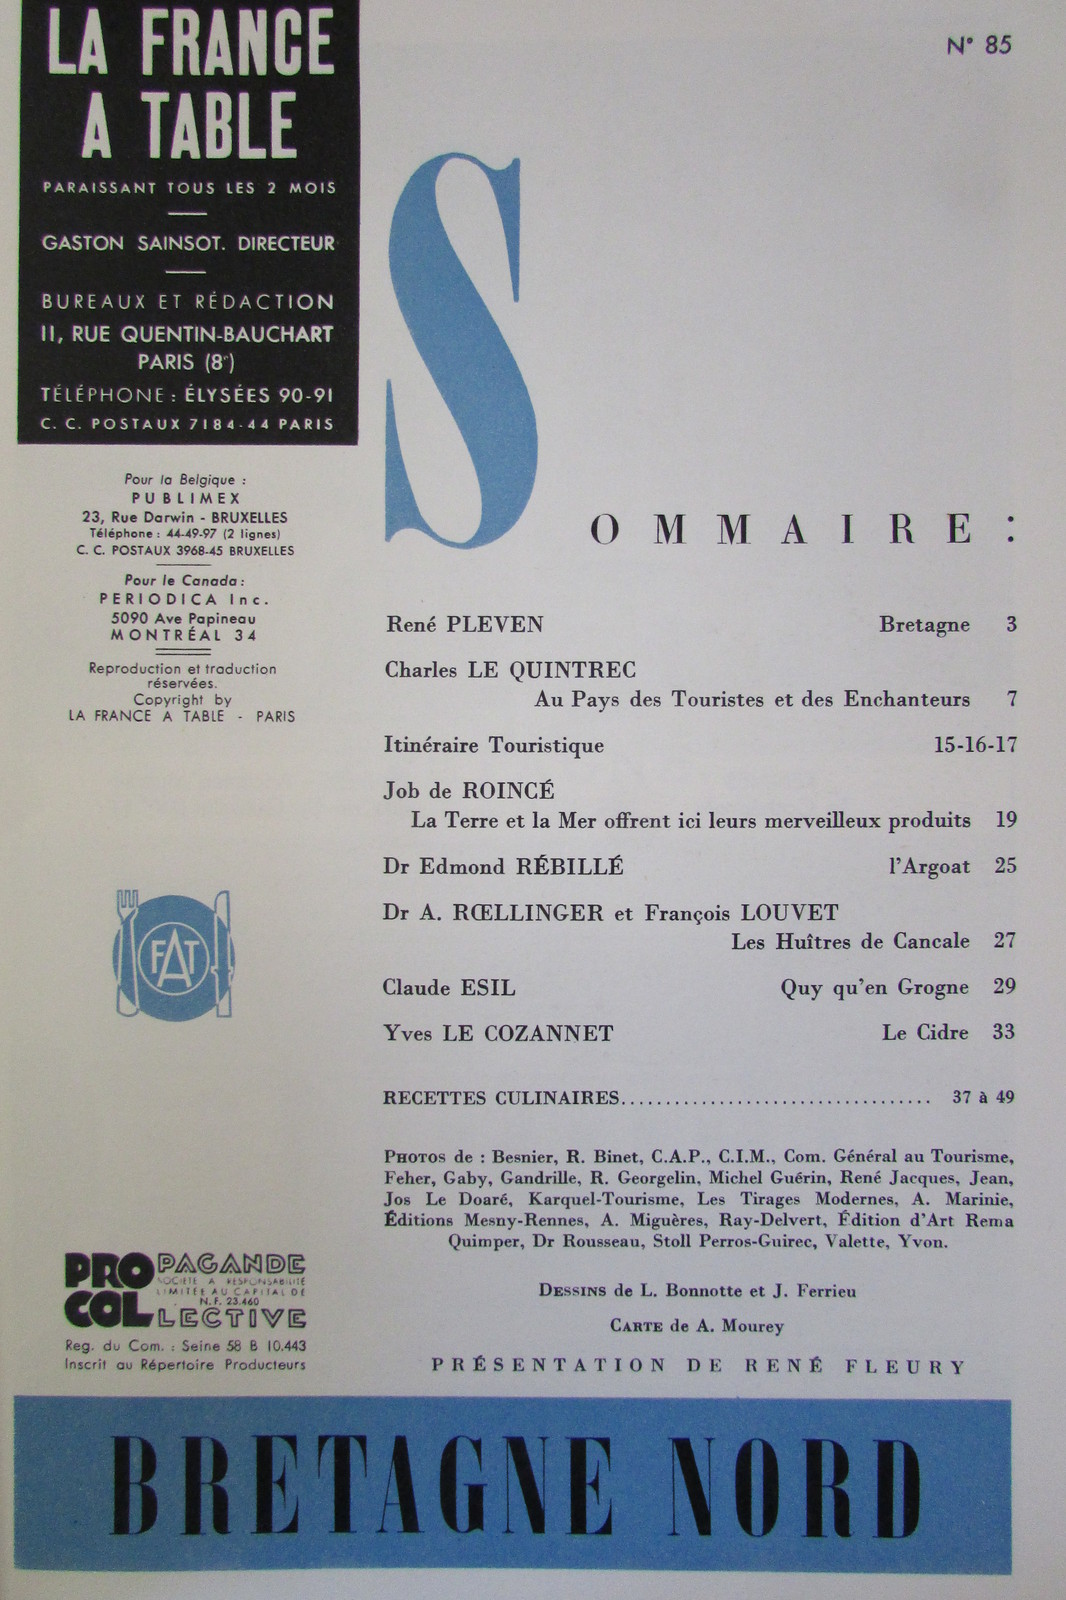 LA FRANCE
A TABLE
PARAISSANT TOUS LES 2 MOIS
GASTON SAINSOT. DIRECTEUR
BUREAUX ET RÉDACTION
11, RUE QUENTIN-BAUCHART
PARIS (8e)
TÉLÉPHONE : ÉLYSÉES 90-91
C. C. POSTAUX 7184-44 PARIS
Pour la Belgique :
PUBLIMEX
23, Rue Darwin - BRUXELLES
Téléphone : 44-49-97 (2 lignes)
C. C. POSTAUX 3968-45 BRUXELLES
Pour le Canada :
PERIODICA Inc.
5090 Ave Papineau
MONTRÉAL 34
Reproduction et traduction
réservées.
Copyright by
LA FRANCE A TABLE - PARIS
FAT
PROPAGANDE
SOCIÉTÉ A RESPONSABILITÉ
LIMITÉE AU CAPITAL DE
N.F. 23.460
COLLECTIVE
Reg. du Com. : Seine 58 B 10.443
Inscrit au Répertoire Producteurs
N° 85
SOMMAIRE :
René PLEVEN Bretagne 3
Charles LE QUINTREC
Au Pays des Touristes et des Enchanteurs 7
Itinéraire Touristique 15-16-17
Job de ROINCÉ
La Terre et la Mer offrent ici leurs merveilleux produits 19
Dr Edmond RÉBILLÉ l'Argoat 25
Dr A. RŒLLINGER et François LOUVET
Les Huîtres de Cancale 27
Claude ESIL Quy qu'en Grogne 29
Yves LE COZANNET Le Cidre 33
RECETTES CULINAIRES.................................. 37 à 49
PHOTOS de : Besnier, R. Binet, C.A.P., C.I.M., Com. Général au Tourisme,
Feher, Gaby, Gandrille, R. Georgelin, Michel Guérin, René Jacques, Jean,
Jos Le Doaré, Karquel-Tourisme, Les Tirages Modernes, A. Marinie,
Éditions Mesny-Rennes, A. Miguères, Ray-Delvert, Édition d'Art Rema
Quimper, Dr Rousseau, Stoll Perros-Guirec, Valette, Yvon.
DESSINS de L. Bonnotte et J. Ferrieu
CARTE de A. Mourey
PRÉSENTATION DE RENÉ FLEURY
BRETAGNE NORD